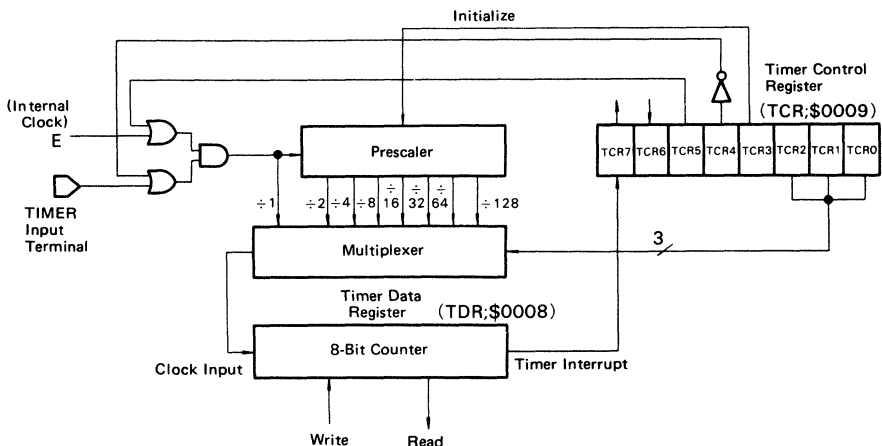 Initialize
Timer Control
Register
(TCR;$0009)
(Internal
Clock)
E
TCR7 TCR6 TCR5 TCR4 TCR3 TCR2 TCR1 TCR0
Prescaler
TIMER
Input
Terminal
÷1 ÷2 ÷4 ÷8 ÷16 ÷32 ÷64 ÷128
3
Multiplexer
Timer Data
Register
(TDR;$0008)
8-Bit Counter
Clock Input
Timer Interrupt
Write
Read